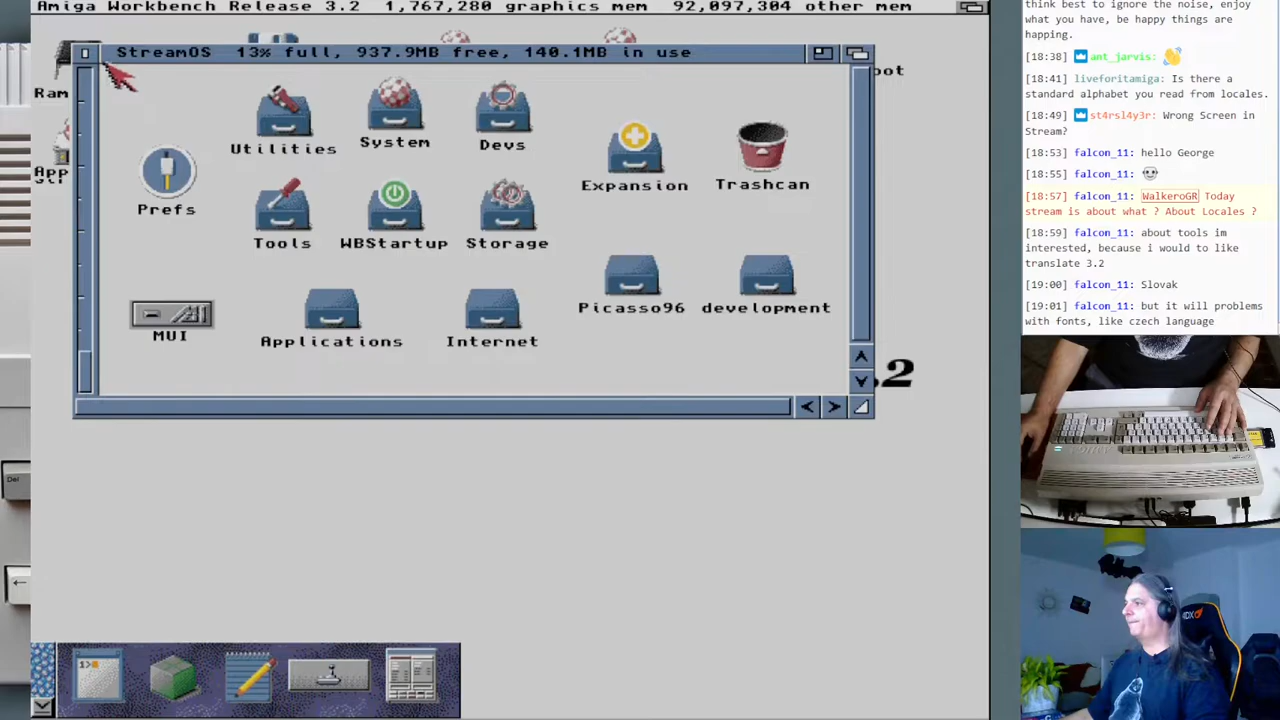 Amiga Workbench Release 3.2 1,767,280 graphics mem 92,097,304 other mem
StreamOS 13% full, 937.9MB free, 140.1MB in use
Ram
App
Prefs
Utilities
System
Devs
Expansion
Trashcan
Tools
WBStartup
Storage
Picasso96
development
MUI
Applications
Internet
.2
1>
Del
think best to ignore the noise, enjoy
what you have, be happy things are
happing.
[18:38] ant_jarvis:
[18:41] liveforitamiga: Is there a
standard alphabet you read from locales.
[18:49] st4rsl4y3r: Wrong Screen in
Stream?
[18:53] falcon_11: hello George
[18:55] falcon_11:
[18:57] falcon_11: WalkeroGR Today
stream is about what ? About Locales ?
[18:59] falcon_11: about tools im
interested, because i would to like
translate 3.2
[19:00] falcon_11: Slovak
[19:01] falcon_11: but it will problems
with fonts, like czech language